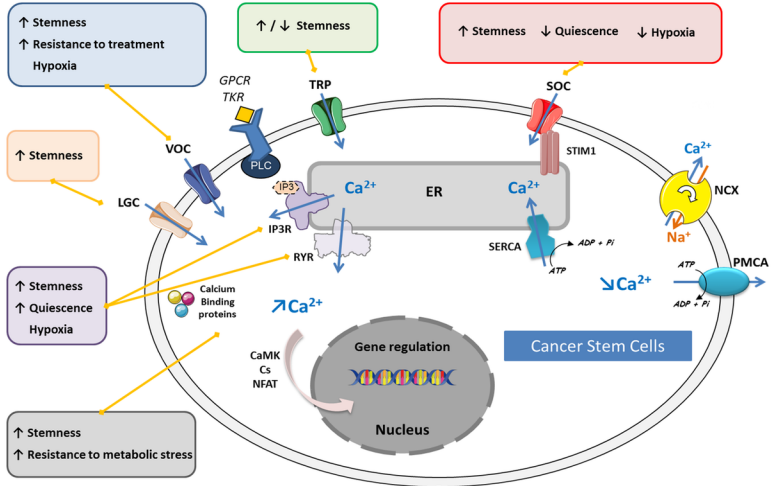 ↑ Stemness
↑ Resistance to treatment
Hypoxia
↑ / ↓ Stemness
↑ Stemness ↓ Quiescence ↓ Hypoxia
GPCR
TKR
TRP
SOC
PLC
VOC
STIM1
↑ Stemness
LGC
IP3
Ca2+
ER
Ca2+
Ca2+
NCX
Na+
IP3R
RYR
SERCA
ADP + Pi
ATP
PMCA
ATP
ADP + Pi
↑ Stemness
↑ Quiescence
Hypoxia
Calcium
Binding
proteins
↗Ca2+
↘Ca2+
CaMK
Cs
NFAT
Gene regulation
Nucleus
Cancer Stem Cells
↑ Stemness
↑ Resistance to metabolic stress